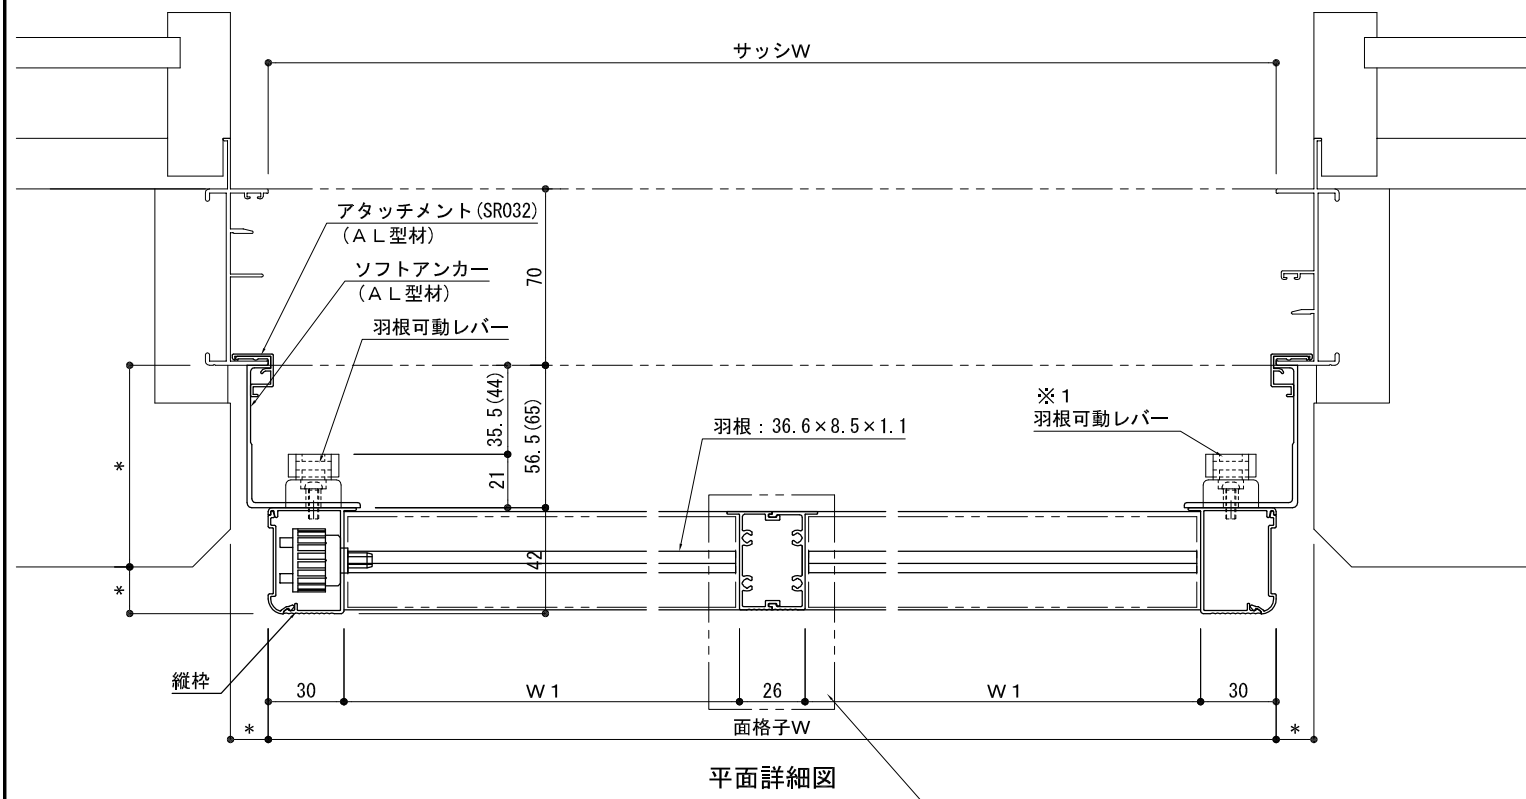 サッシW
アタッチメント(SR032)
(AL型材)
ソフトアンカー
(AL型材)
羽根可動レバー
70
35.5(44)
56.5(65)
21
42
※1
羽根可動レバー
羽根：36.6×8.5×1.1
*
*
縦枠
30
W1
26
W1
30
*
面格子W
*
平面詳細図